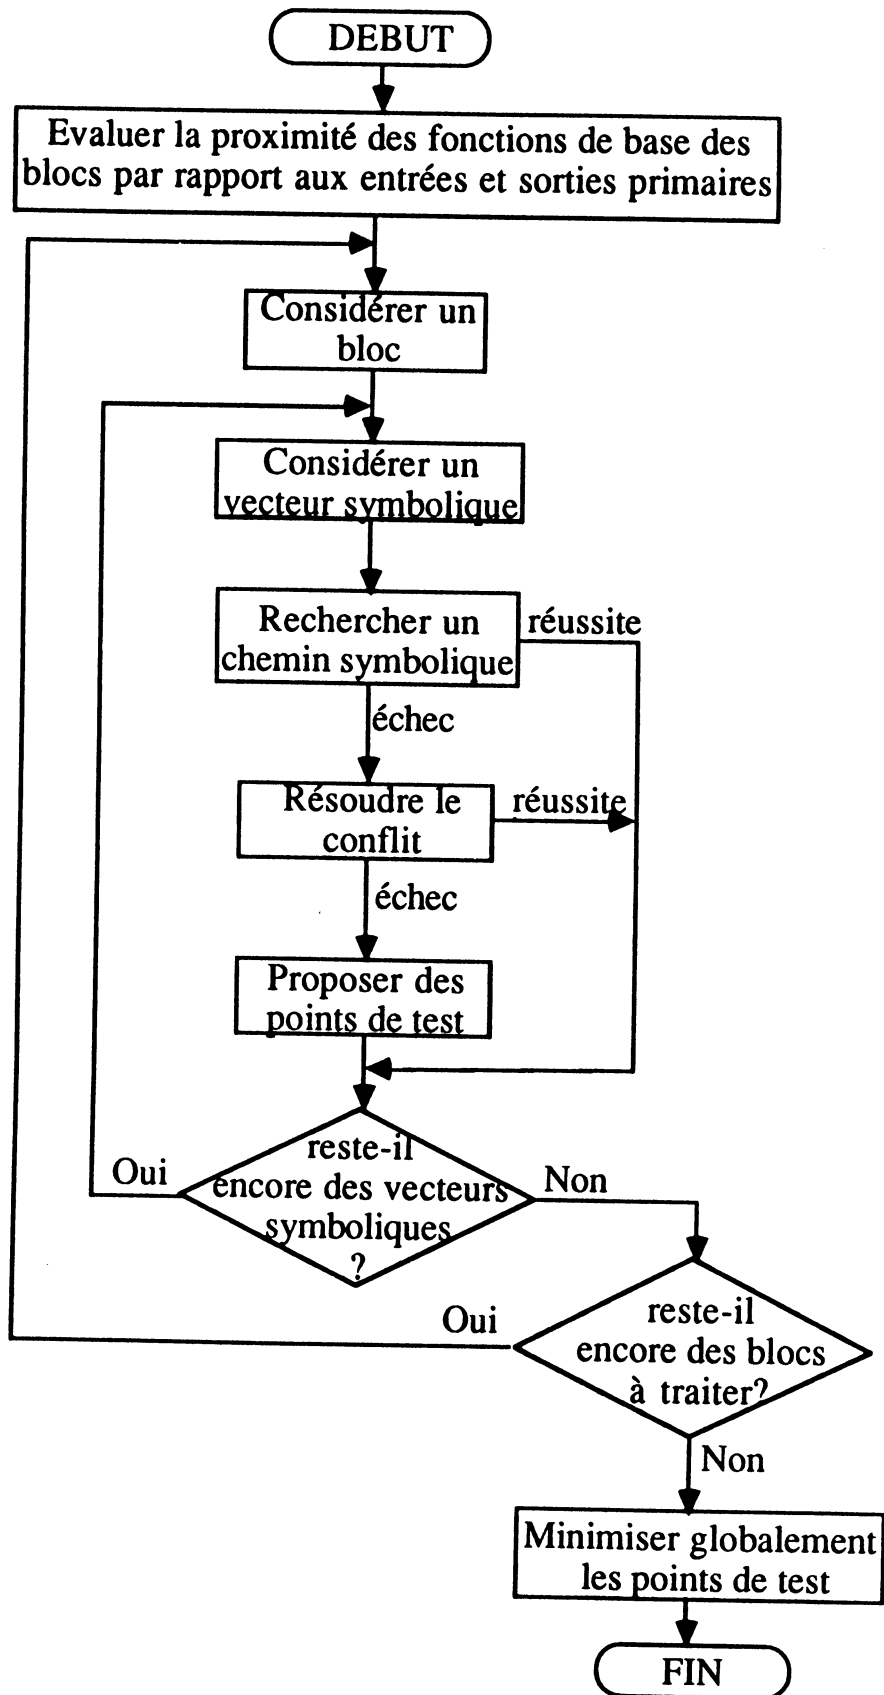 DEBUT
Evaluer la proximité des fonctions de base des
blocs par rapport aux entrées et sorties primaires
Considérer un
bloc
Considérer un
vecteur symbolique
Rechercher un
chemin symbolique
réussite
échec
Résoudre le
conflit
réussite
échec
Proposer des
points de test
reste-il
encore des vecteurs
symboliques
?
Oui
Non
reste-il
encore des blocs
à traiter?
Oui
Non
Minimiser globalement
les points de test
FIN